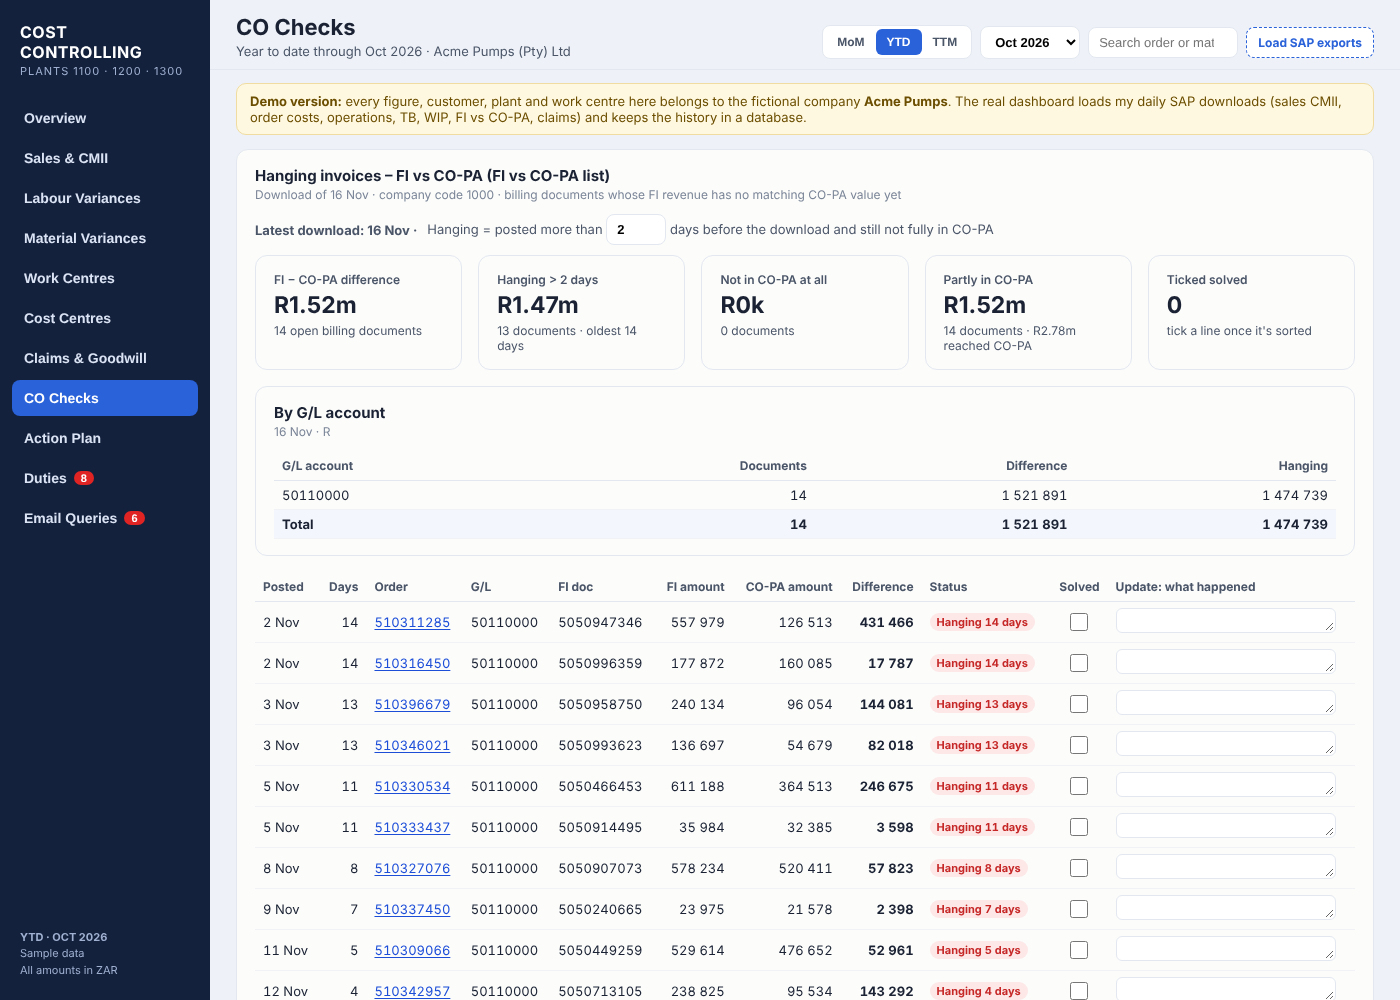 COST
CONTROLLING
PLANTS 1100 · 1200 · 1300
Overview
Sales & CMII
Labour Variances
Material Variances
Work Centres
Cost Centres
Claims & Goodwill
CO Checks
Action Plan
Duties 8
Email Queries 6
YTD · OCT 2026
Sample data
All amounts in ZAR
CO Checks
Year to date through Oct 2026 · Acme Pumps (Pty) Ltd
MoM YTD TTM Oct 2026 Search order or mat Load SAP exports
Demo version: every figure, customer, plant and work centre here belongs to the fictional company Acme Pumps. The real dashboard loads my daily SAP downloads (sales CMII,
order costs, operations, TB, WIP, FI vs CO-PA, claims) and keeps the history in a database.
Hanging invoices – FI vs CO-PA (FI vs CO-PA list)
Download of 16 Nov · company code 1000 · billing documents whose FI revenue has no matching CO-PA value yet
Latest download: 16 Nov · Hanging = posted more than 2 days before the download and still not fully in CO-PA
FI − CO-PA difference
R1.52m
14 open billing documents
Hanging > 2 days
R1.47m
13 documents · oldest 14
days
Not in CO-PA at all
R0k
0 documents
Partly in CO-PA
R1.52m
14 documents · R2.78m
reached CO-PA
Ticked solved
0
tick a line once it's sorted
By G/L account
16 Nov · R
G/L account Documents Difference Hanging
50110000 14 1 521 891 1 474 739
Total 14 1 521 891 1 474 739
Posted Days Order G/L FI doc FI amount CO-PA amount Difference Status Solved Update: what happened
2 Nov 14 510311285 50110000 5050947346 557 979 126 513 431 466 Hanging 14 days
2 Nov 14 510316450 50110000 5050996359 177 872 160 085 17 787 Hanging 14 days
3 Nov 13 510396679 50110000 5050958750 240 134 96 054 144 081 Hanging 13 days
3 Nov 13 510346021 50110000 5050993623 136 697 54 679 82 018 Hanging 13 days
5 Nov 11 510330534 50110000 5050466453 611 188 364 513 246 675 Hanging 11 days
5 Nov 11 510333437 50110000 5050914495 35 984 32 385 3 598 Hanging 11 days
8 Nov 8 510327076 50110000 5050907073 578 234 520 411 57 823 Hanging 8 days
9 Nov 7 510337450 50110000 5050240665 23 975 21 578 2 398 Hanging 7 days
11 Nov 5 510309066 50110000 5050449259 529 614 476 652 52 961 Hanging 5 days
12 Nov 4 510342957 50110000 5050713105 238 825 95 534 143 292 Hanging 4 days